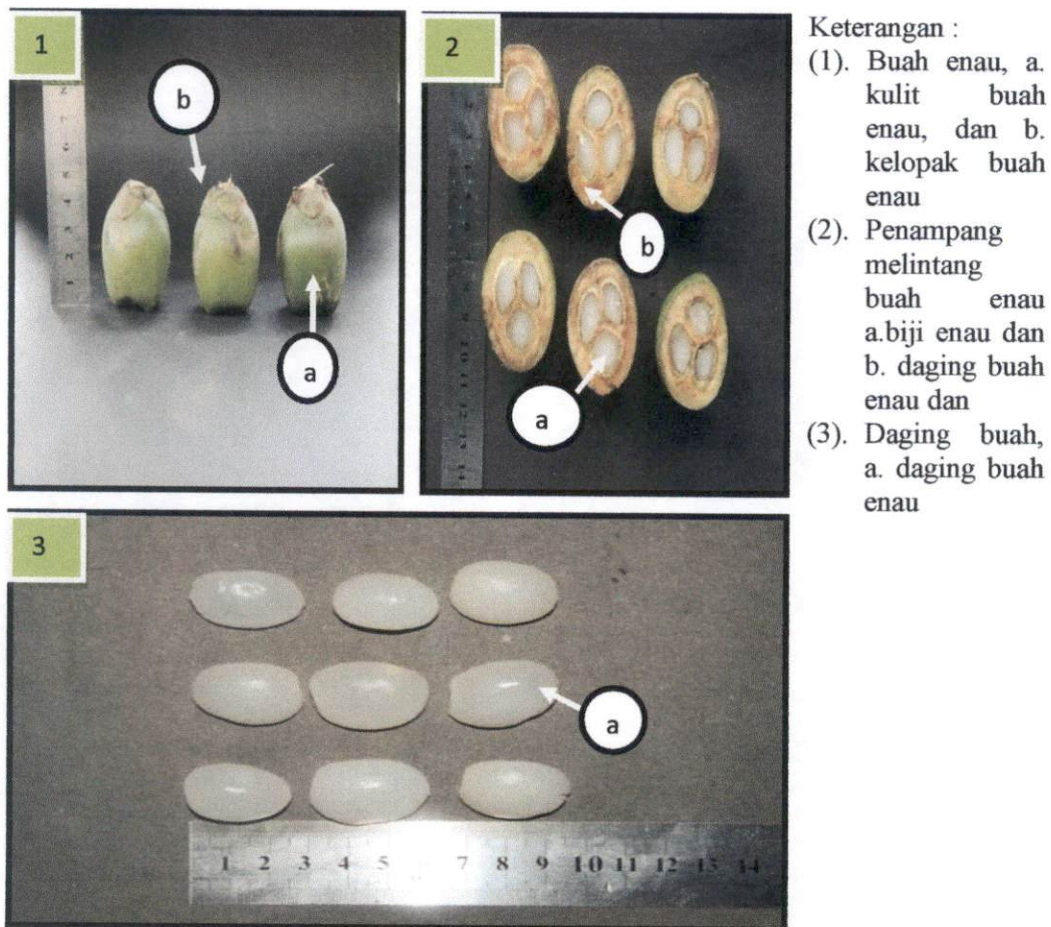 1
b
a
2
b
a
Keterangan :
(1). Buah enau, a.
kulit buah
enau, dan b.
kelopak buah
enau
(2). Penampang
melintang
buah enau
a.biji enau dan
b. daging buah
enau dan
(3). Daging buah,
a. daging buah
enau
3
a
1 2 3 4 5 7 8 9 10 11 12 13 14